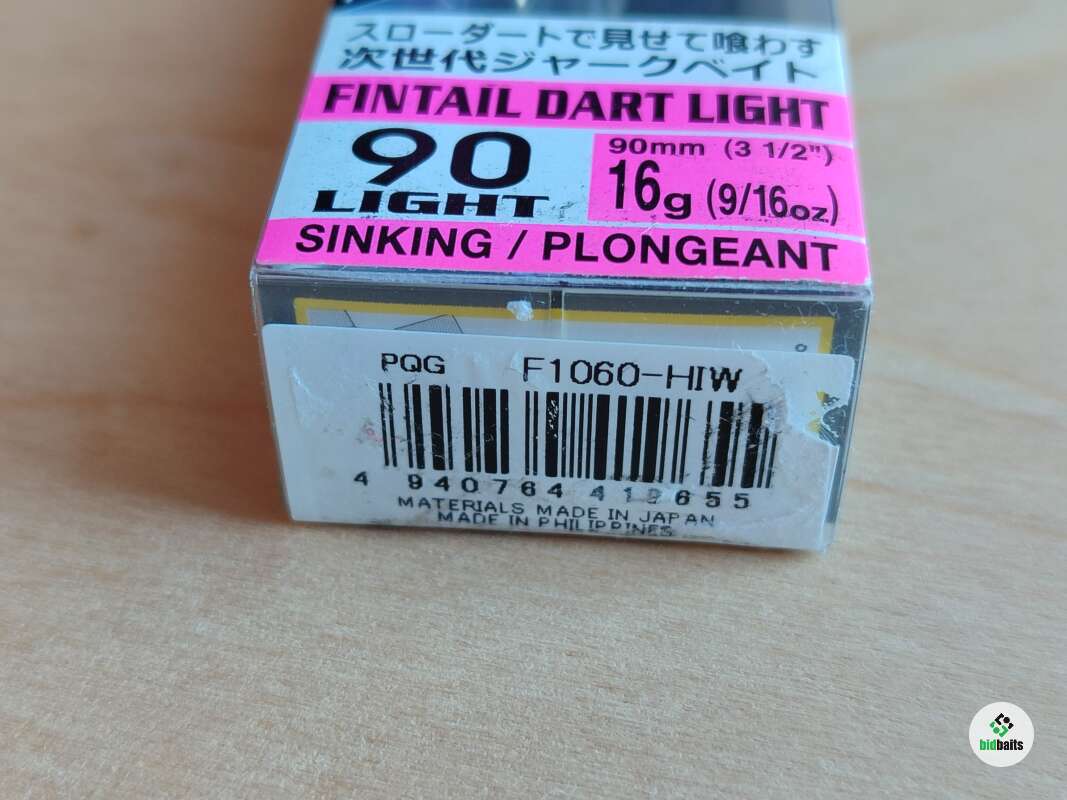 スローダートで見せて喰わす
次世代ジャークベイト
FINTAIL DART LIGHT
90
LIGHT
90mm (3 1/2")
16g (9/16oz)
SINKING / PLONGEANT
PQG F1060-HIW
4 940764 419655
MATERIALS MADE IN JAPAN
MADE IN PHILIPPINES
bidbaits